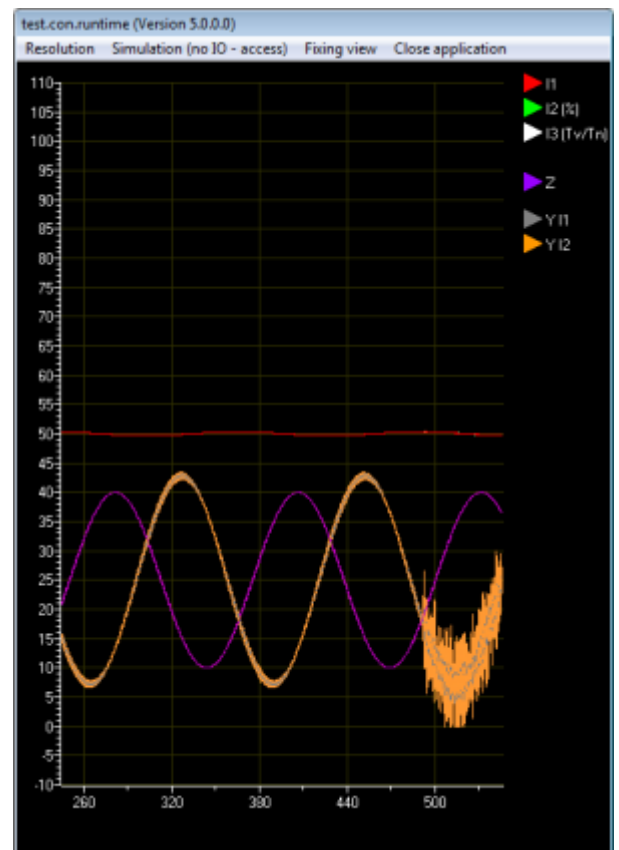 test.con.runtime (Version 5.0.0.0)
Resolution Simulation (no IO - access) Fixing view Close application
110
105
100
95
90
85
80
75
70
65
60
55
50
45
40
35
30
25
20
15
10
5
0
-5
-10
260 320 380 440 500
I1
I2 (%)
I3 (Tv/Tn)
Z
Y I1
Y I2